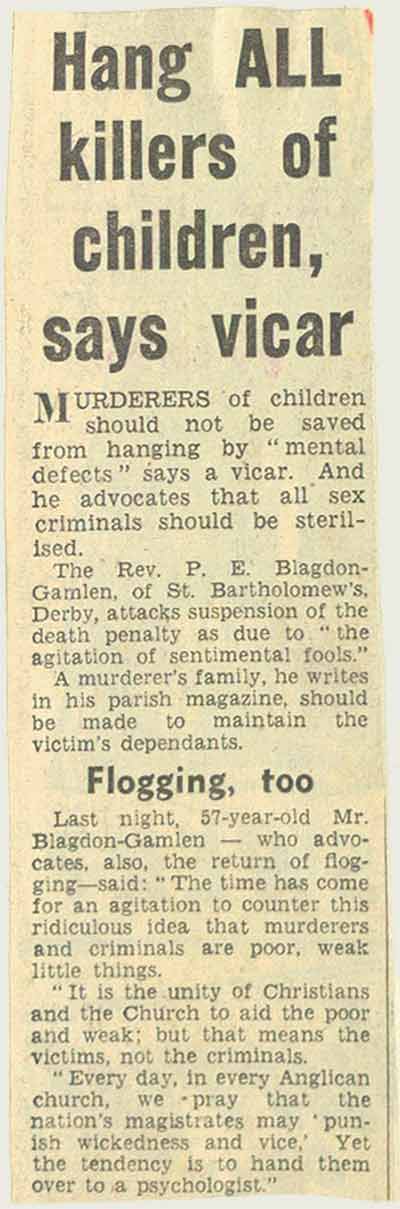 Hang ALL
killers of
children,
says vicar
MURDERERS of children
should not be saved
from hanging by "mental
defects" says a vicar. And
he advocates that all sex
criminals should be steril-
ised.
The Rev. P. E. Blagdon-
Gamlen, of St. Bartholomew's,
Derby, attacks suspension of the
death penalty as due to "the
agitation of sentimental fools."
A murderer's family, he writes
in his parish magazine, should
be made to maintain the
victim's dependants.
Flogging, too
Last night, 57-year-old Mr.
Blagdon-Gamlen — who advo-
cates, also, the return of flog-
ging—said: "The time has come
for an agitation to counter this
ridiculous idea that murderers
and criminals are poor, weak
little things.
"It is the unity of Christians
and the Church to aid the poor
and weak; but that means the
victims, not the criminals.
"Every day, in every Anglican
church, we pray that the
nation's magistrates may 'pun-
ish wickedness and vice,' Yet
the tendency is to hand them
over to a psychologist."